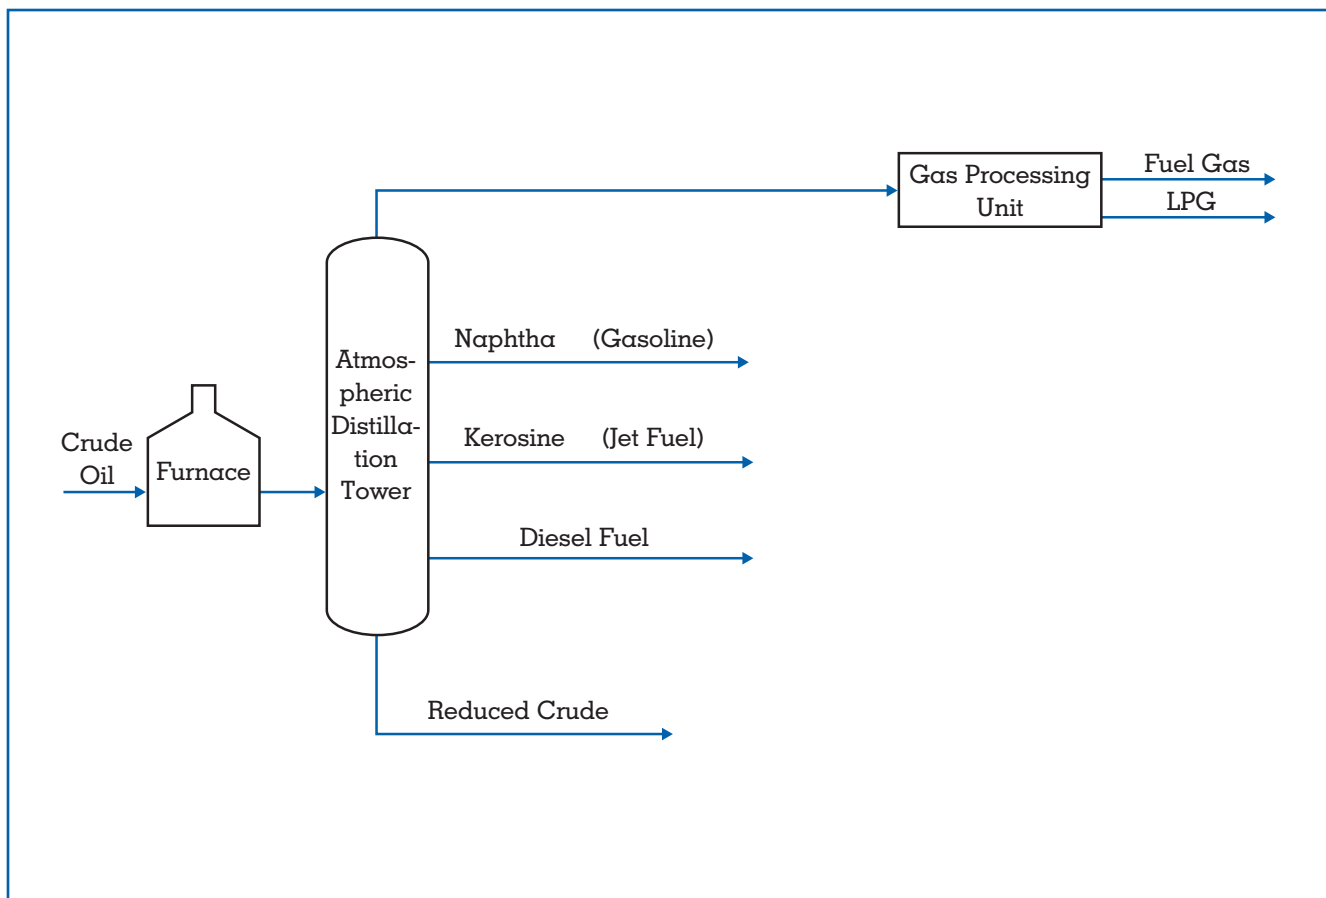 Gas Processing
Unit
Fuel Gas
LPG
Naphtha (Gasoline)
Atmos-
pheric
Distilla-
tion
Tower
Kerosine (Jet Fuel)
Crude
Oil
Furnace
Diesel Fuel
Reduced Crude